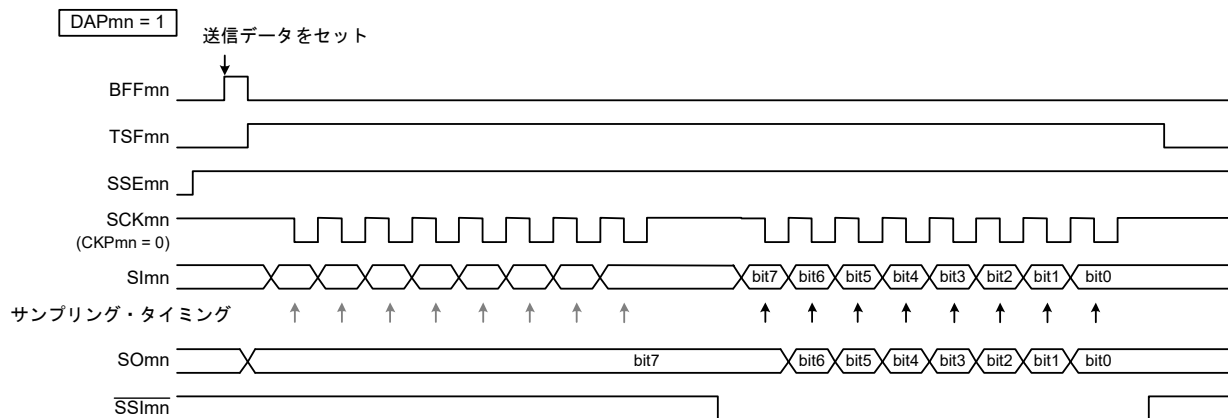 DAPmn = 1
送信データをセット
BFFmn
TSFmn
SSEmn
SCKmn
(CKPmn = 0)
SImn
bit7 bit6 bit5 bit4 bit3 bit2 bit1 bit0
サンプリング・タイミング
SOmn
bit7 bit6 bit5 bit4 bit3 bit2 bit1 bit0
SSImn